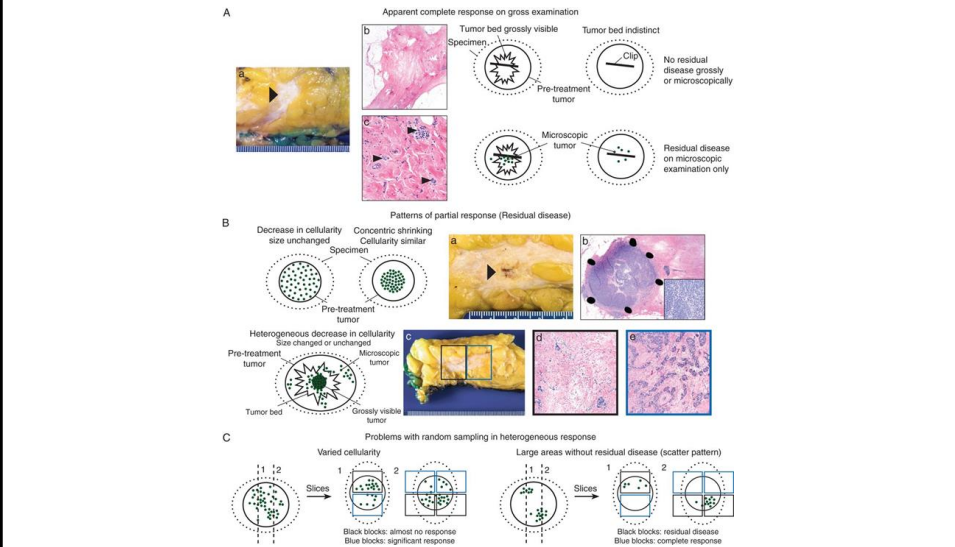 A
Apparent complete response on gross examination
a
b
c
Tumor bed grossly visible
Tumor bed indistinct
Specimen
Clip
Pre-treatment
tumor
No residual
disease grossly
or microscopically
Microscopic
tumor
Residual disease
on microscopic
examination only
Patterns of partial response (Residual disease)
B
Decrease in cellularity
size unchanged
Concentric shrinking
Cellularity similar
Specimen
Pre-treatment
tumor
a
b
Heterogeneous decrease in cellularity
Size changed or unchanged
Pre-treatment
tumor
Microscopic
tumor
Tumor bed
Grossly visible
tumor
c
d
e
C
Problems with random sampling in heterogeneous response
Varied cellularity
Large areas without residual disease (scatter pattern)
1 2
Slices
1
2
Black blocks: almost no response
Blue blocks: significant response
1 2
Slices
1
2
Black blocks: residual disease
Blue blocks: complete response